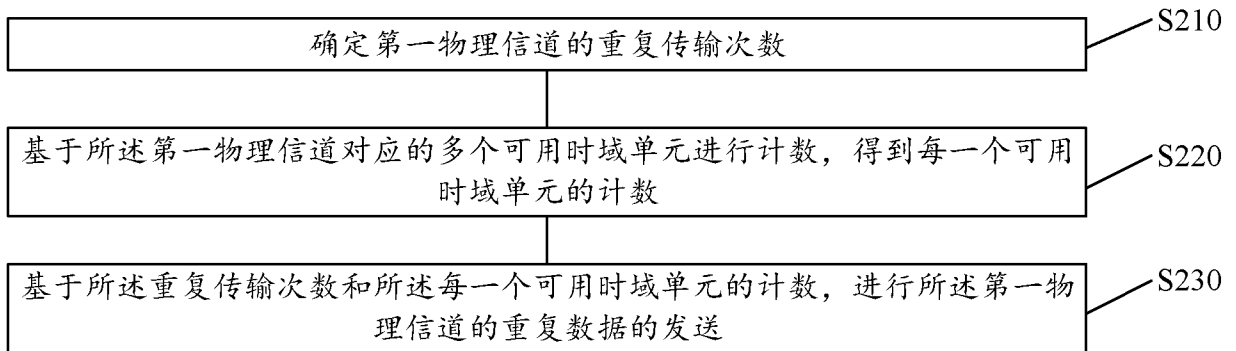 确定第一物理信道的重复传输次数
S210
基于所述第一物理信道对应的多个可用时域单元进行计数，得到每一个可用
时域单元的计数
S220
基于所述重复传输次数和所述每一个可用时域单元的计数，进行所述第一物
理信道的重复数据的发送
S230